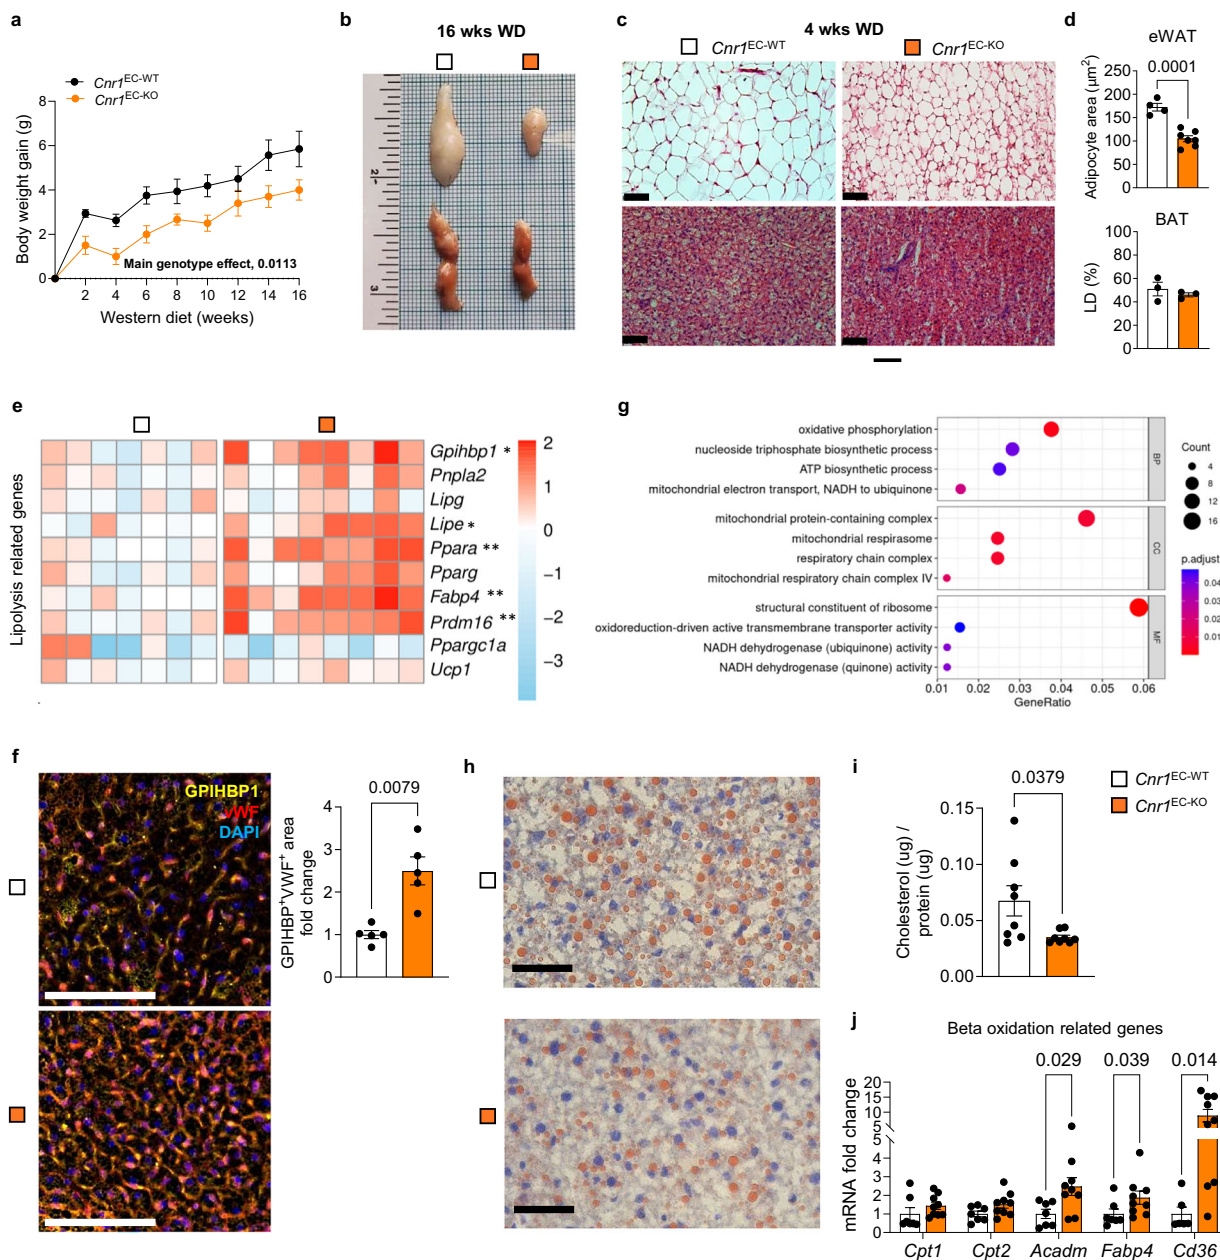 a
Cnr1EC-WT
Cnr1EC-KO
Body weight gain (g)
8
6
4
2
0
2 4 6 8 10 12 14 16
Main genotype effect, 0.0113
Western diet (weeks)
b
16 wks WD
2
3
c
4 wks WD
Cnr1EC-WT
Cnr1EC-KO
d
eWAT
0.0001
Adipocyte area (µm2)
250
200
150
100
50
0
BAT
LD (%)
100
80
60
40
20
0
e
Lipolysis related genes
Gpihbp1 *
Pnpla2
Lipg
Lipe *
Ppara **
Pparg
Fabp4 **
Prdm16 **
Ppargc1a
Ucp1
2
1
0
−1
−2
−3
g
oxidative phosphorylation
nucleoside triphosphate biosynthetic process
ATP biosynthetic process
mitochondrial electron transport, NADH to ubiquinone
BP
mitochondrial protein-containing complex
mitochondrial respirasome
respiratory chain complex
mitochondrial respiratory chain complex IV
CC
structural constituent of ribosome
oxidoreduction-driven active transmembrane transporter activity
NADH dehydrogenase (ubiquinone) activity
NADH dehydrogenase (quinone) activity
MF
0.01 0.02 0.03 0.04 0.05 0.06
GeneRatio
Count
4
8
12
16
p.adjust
0.04
0.03
0.02
0.01
f
GPIHBP1
vWF
DAPI
0.0079
GPIHBP+VWF+ area
fold change
4
3
2
1
0
h
i
0.0379
Cholesterol (ug) /
protein (ug)
0.15
0.10
0.05
0.00
Cnr1EC-WT
Cnr1EC-KO
j
Beta oxidation related genes
0.029 0.039 0.014
mRNA fold change
20
15
10
5
5
4
3
2
1
0
Cpt1 Cpt2 Acadm Fabp4 Cd36